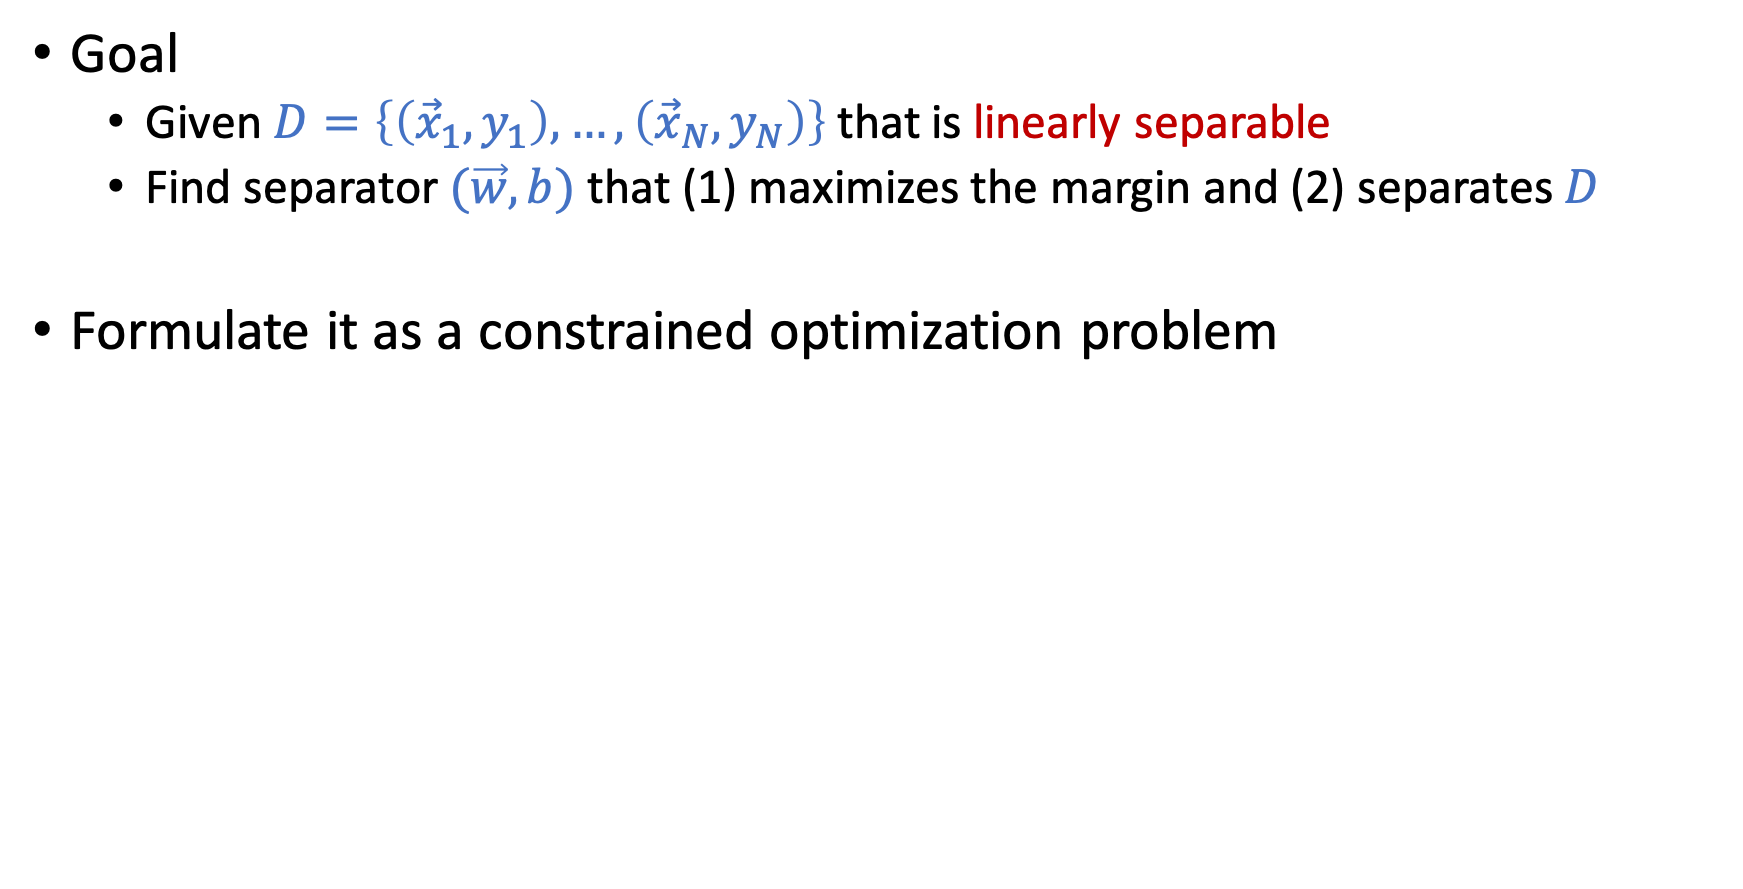 • Goal
• Given D = {(x⃗₁, y₁), …, (x⃗_N, y_N)} that is linearly separable
• Find separator (w⃗, b) that (1) maximizes the margin and (2) separates D
• Formulate it as a constrained optimization problem